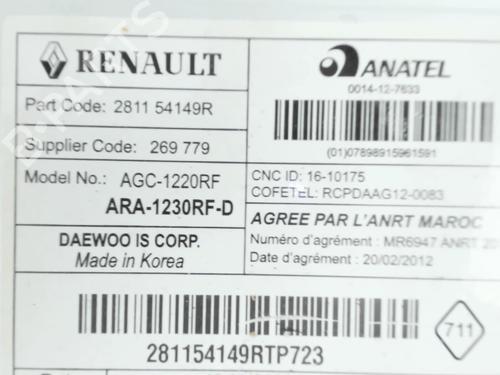 RENAULT
Part Code: 2811 54149R
Supplier Code: 269 779
Model No.: AGC-1220RF
ARA-1230RF-D
DAEWOO IS CORP.
Made in Korea
ANATEL
0014-12-7633
(01)07898915961591
CNC ID: 16-10175
COFETEL: RCPDAAG12-0083
AGREE PAR L'ANRT MAROC
Numéro d'agrément : MR6947 ANRT
Date d'agrément : 20/02/2012
281154149RTP723
711